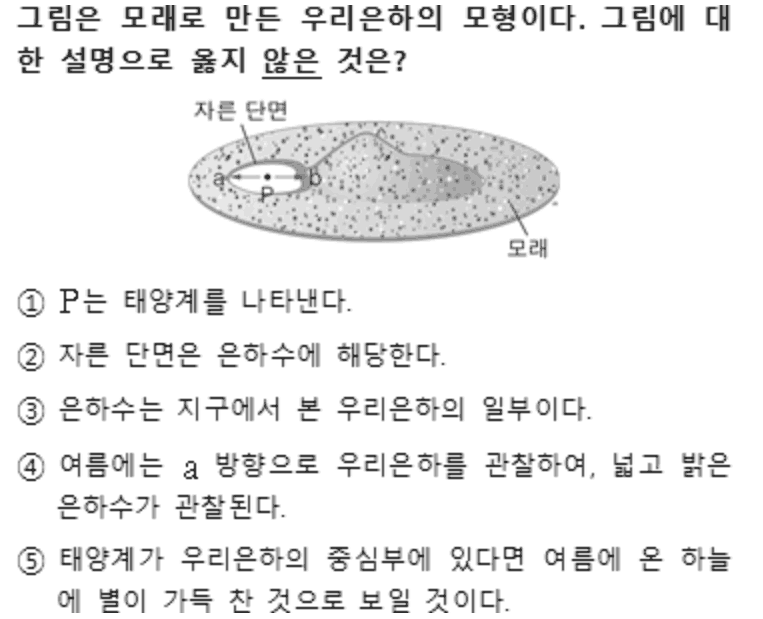 그림은 모래로 만든 우리은하의 모형이다. 그림에 대
한 설명으로 옳지 않은 것은?
자른 단면
a
P
b
모래
① P는 태양계를 나타낸다.
② 자른 단면은 은하수에 해당한다.
③ 은하수는 지구에서 본 우리은하의 일부이다.
④ 여름에는 a 방향으로 우리은하를 관찰하여, 넓고 밝은
은하수가 관찰된다.
⑤ 태양계가 우리은하의 중심부에 있다면 여름에 온 하늘
에 별이 가득 찬 것으로 보일 것이다.